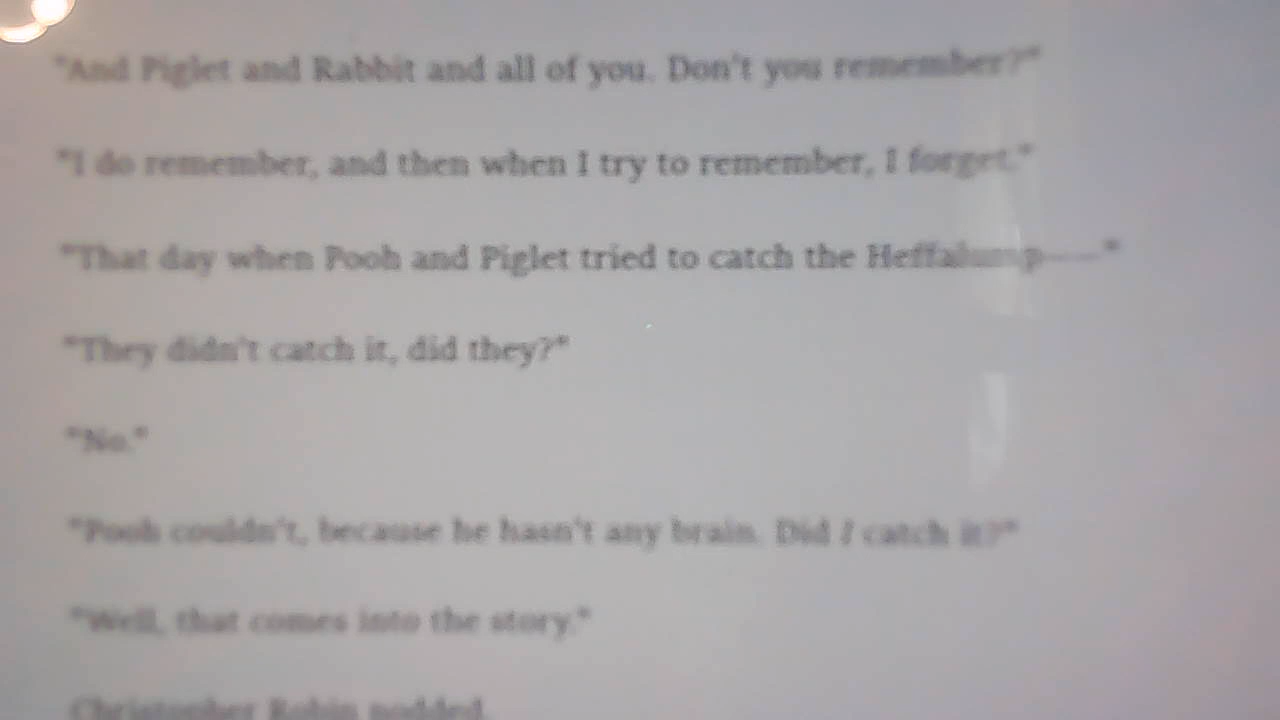 "And Piglet and Rabbit and all of you. Don't you remember?"
"I do remember, and then when I try to remember, I forget."
"That day when Pooh and Piglet tried to catch the Heffalump——"
"They didn't catch it, did they?"
"No."
"Pooh couldn't, because he hasn't any brain. Did I catch it?"
"Well, that comes into the story."
Christopher Robin nodded.